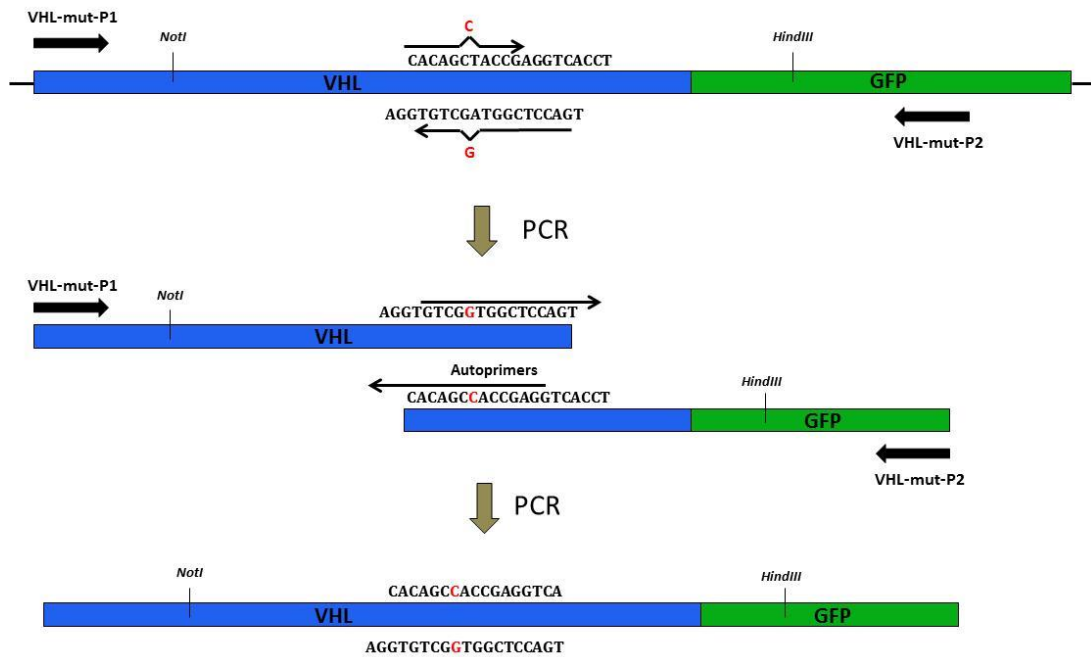 VHL-mut-P1
NotI
C
CACAGCTACCGAGGTCACCT
HindIII
VHL
GFP
AGGTGTCGATGGCTCCAGT
G
VHL-mut-P2
PCR
VHL-mut-P1
NotI
AGGTGTCGGTGGCTCCAGT
VHL
Autoprimers
CACAGCCACCGAGGTCACCT
HindIII
GFP
VHL-mut-P2
PCR
NotI
CACAGCCACCGAGGTCA
HindIII
VHL
GFP
AGGTGTCGGTGGCTCCAGT